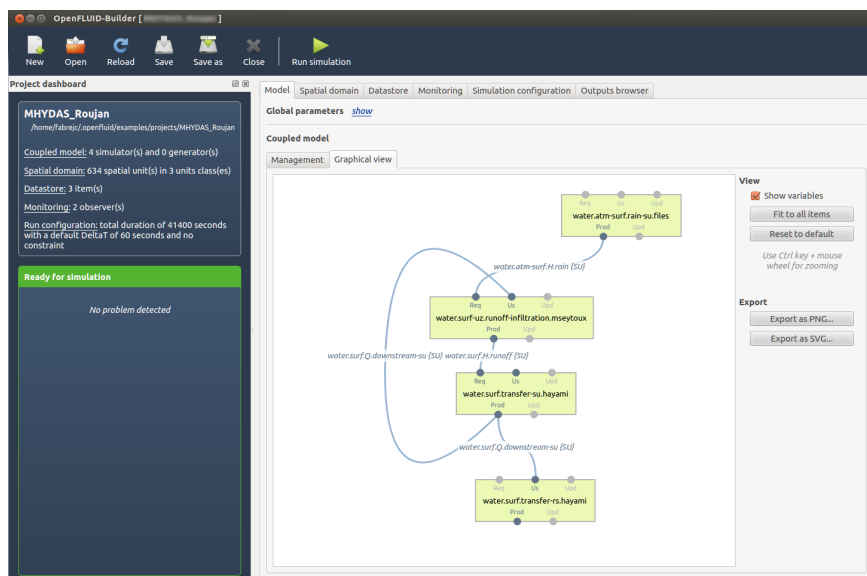 OpenFLUID-Builder [ ]
New Open Reload Save Save as Close Run simulation
Project dashboard
MHYDAS_Roujan
/home/fabrejc/.openfluid/examples/projects/MHYDAS_Roujan
Coupled model: 4 simulator(s) and 0 generator(s)
Spatial domain: 634 spatial unit(s) in 3 units class(es)
Datastore: 3 item(s)
Monitoring: 2 observer(s)
Run configuration: total duration of 41400 seconds
with a default DeltaT of 60 seconds and no
constraint
Ready for simulation
No problem detected
Model Spatial domain Datastore Monitoring Simulation configuration Outputs browser
Global parameters show
Coupled model
Management Graphical view
Req Us Upd
water.atm-surf.rain-su.files
Prod Upd
water.atm-surf.H.rain (SU)
Req Us Upd
water.surf-uz.runoff-infiltration.mseytoux
Prod Upd
water.surf.Q.downstream-su (SU) water.surf.H.runoff (SU)
Req Us Upd
water.surf.transfer-su.hayami
Prod Upd
water.surf.Q.downstream-su (SU)
Req Us Upd
water.surf.transfer-rs.hayami
Prod Upd
View
Show variables
Fit to all items
Reset to default
Use Ctrl key + mouse
wheel for zooming
Export
Export as PNG...
Export as SVG...